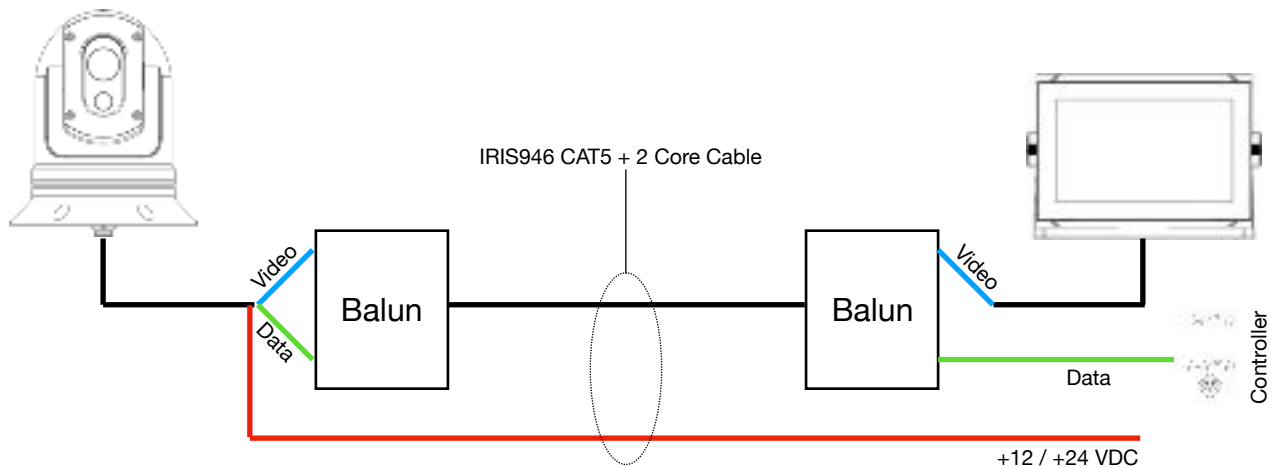 IRIS946 CAT5 + 2 Core Cable
Video
Data
Balun
Balun
Video
Data
Controller
+12 / +24 VDC